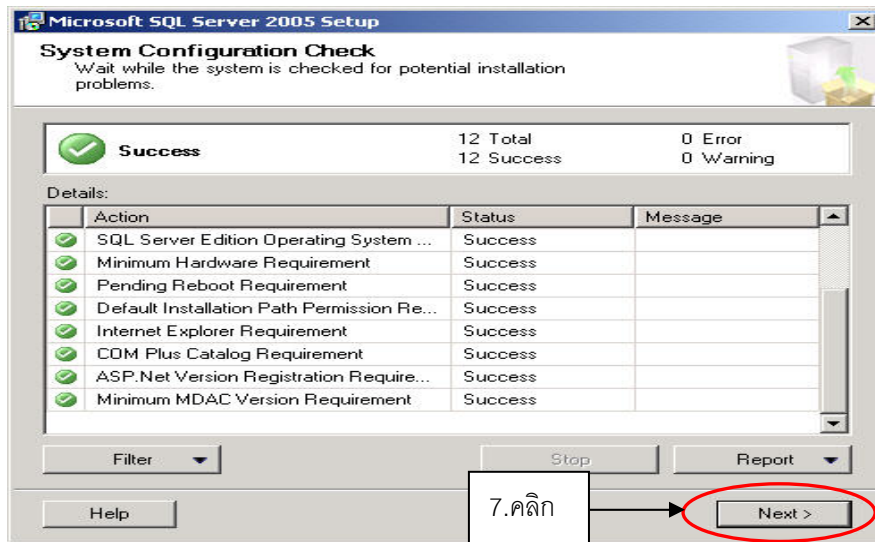 Microsoft SQL Server 2005 Setup
System Configuration Check
Wait while the system is checked for potential installation
problems.
Success
12 Total
0 Error
12 Success
0 Warning
Details:
Action Status Message
SQL Server Edition Operating System ... Success
Minimum Hardware Requirement Success
Pending Reboot Requirement Success
Default Installation Path Permission Re... Success
Internet Explorer Requirement Success
COM Plus Catalog Requirement Success
ASP.Net Version Registration Require... Success
Minimum MDAC Version Requirement Success
Filter Stop Report
7.คลิก
Help Next >